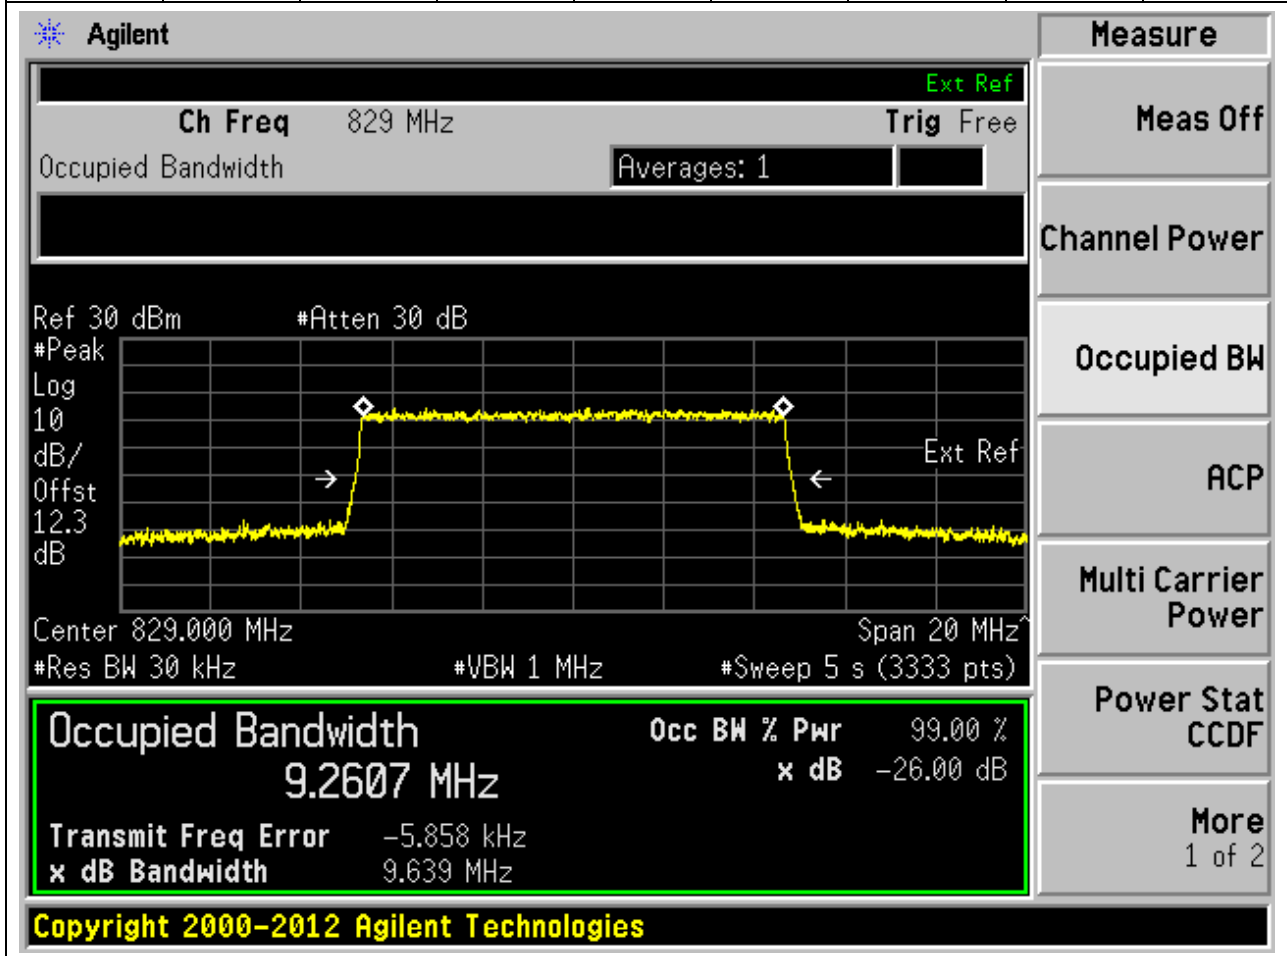 Agilent
Measure
Ext Ref
Ch Freq 829 MHz Trig Free
Meas Off
Occupied Bandwidth Averages: 1
Channel Power
Ref 30 dBm #Atten 30 dB
#Peak
Log
10
dB/
Offst
12.3
dB
Ext Ref
Occupied BW
ACP
Center 829.000 MHz Span 20 MHz^
#Res BW 30 kHz #VBW 1 MHz #Sweep 5 s (3333 pts)
Multi Carrier
Power
Occupied Bandwidth Occ BW % Pwr 99.00 %
9.2607 MHz x dB -26.00 dB
Transmit Freq Error -5.858 kHz
x dB Bandwidth 9.639 MHz
Power Stat
CCDF
More
1 of 2
Copyright 2000-2012 Agilent Technologies